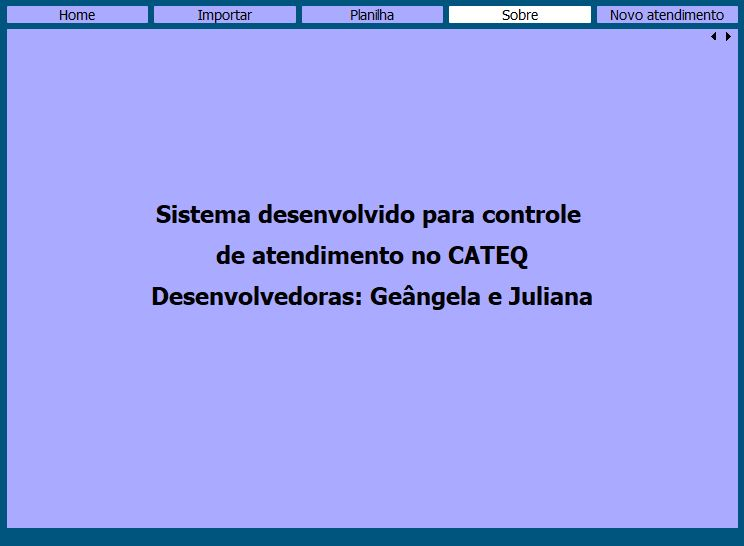 Home
Importar
Planilha
Sobre
Novo atendimento
Sistema desenvolvido para controle
de atendimento no CATEQ
Desenvolvedoras: Geângela e Juliana